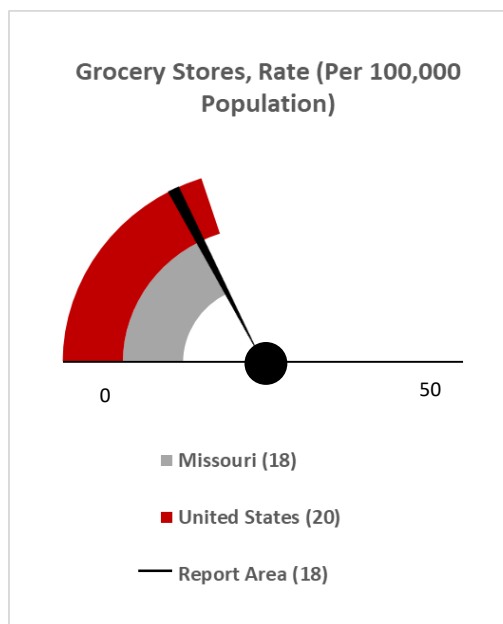 Grocery Stores, Rate (Per 100,000
Population)
0
50
Missouri (18)
United States (20)
Report Area (18)